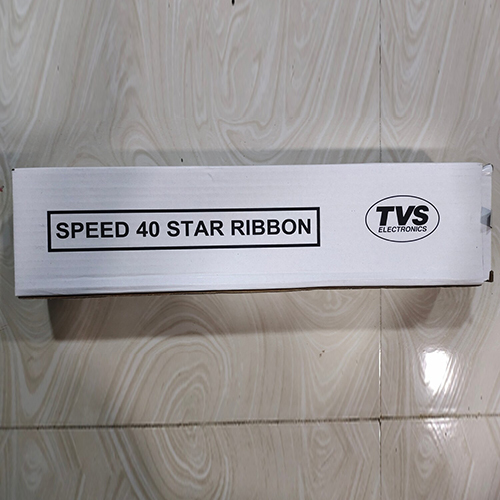 SPEED 40 STAR RIBBON
TVS
ELECTRONICS